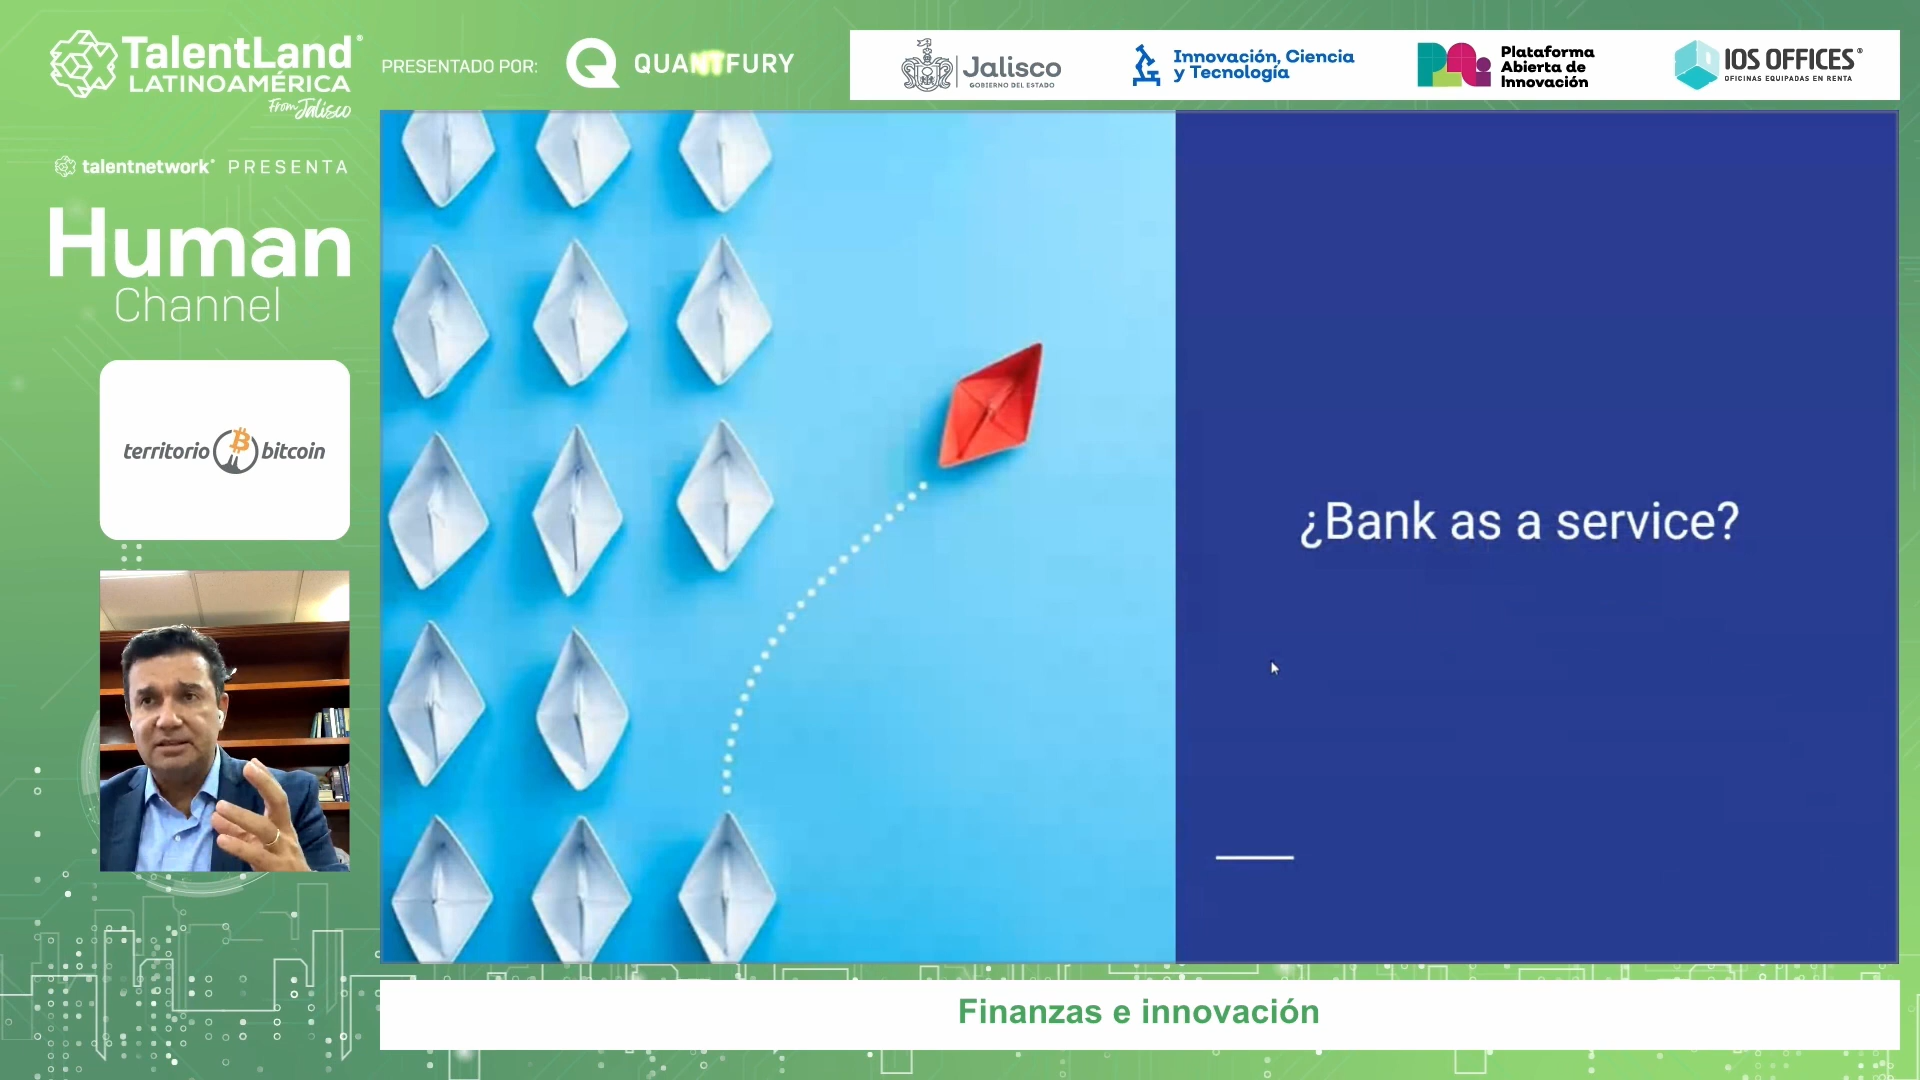 TalentLand®
LATINOAMÉRICA
From Jalisco
PRESENTADO POR:
QUANTFURY
Jalisco
GOBIERNO DEL ESTADO
Innovación, Ciencia
y Tecnología
Plataforma
Abierta de
Innovación
IOS OFFICES®
OFICINAS EQUIPADAS EN RENTA
talentnetwork® PRESENTA
Human
Channel
territorio bitcoin
¿Bank as a service?
Finanzas e innovación